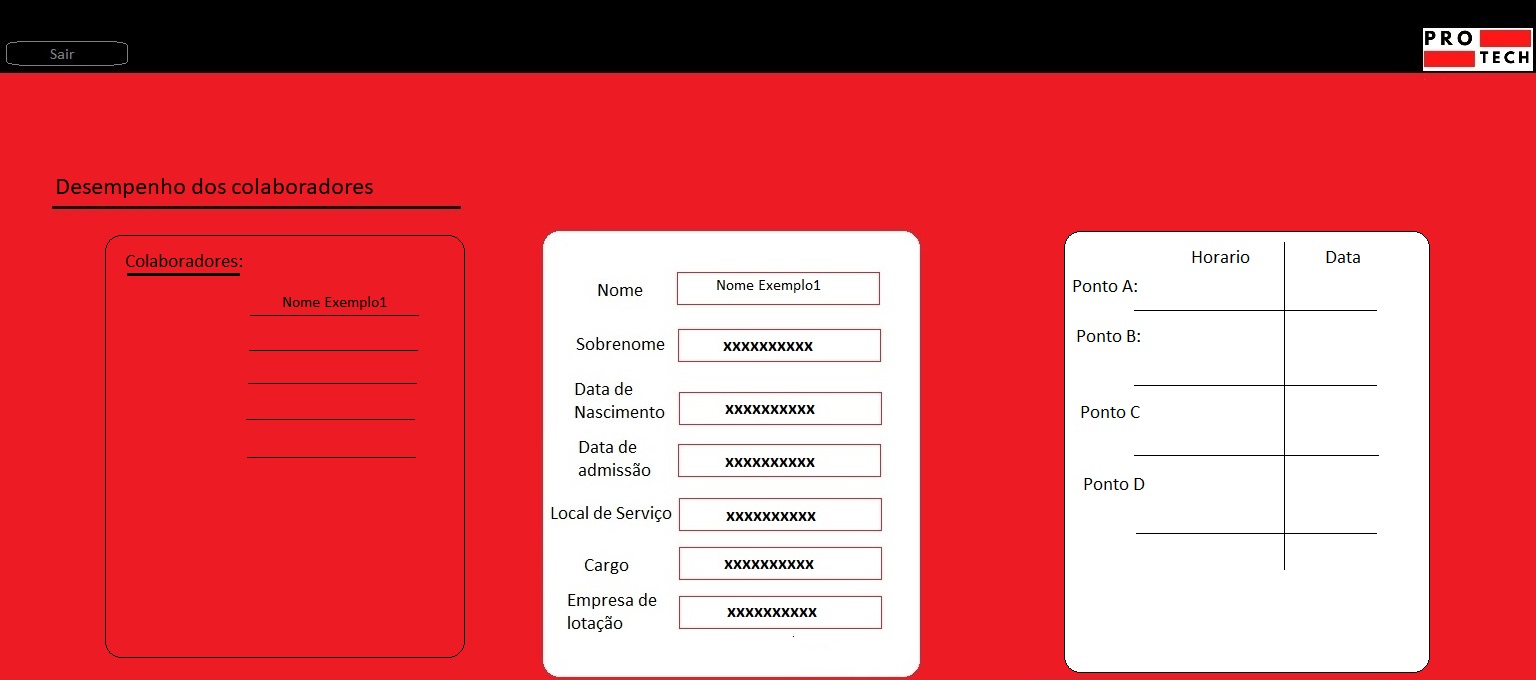 Sair
PRO
TECH
Desempenho dos colaboradores
Colaboradores:
Nome Exemplo1
Nome
Nome Exemplo1
Sobrenome
xxxxxxxxxx
Data de
Nascimento
xxxxxxxxxx
Data de
admissão
xxxxxxxxxx
Local de Serviço
xxxxxxxxxx
Cargo
xxxxxxxxxx
Empresa de
lotação
xxxxxxxxxx
Horario
Data
Ponto A:
Ponto B:
Ponto C
Ponto D